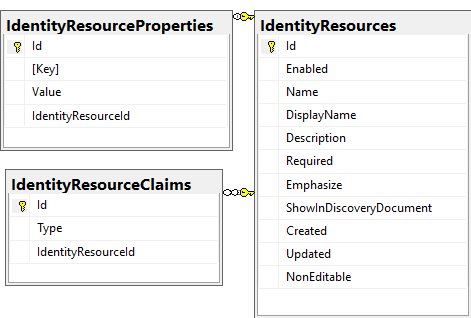 IdentityResourceProperties
Id
[Key]
Value
IdentityResourceId
IdentityResourceClaims
Id
Type
IdentityResourceId
IdentityResources
Id
Enabled
Name
DisplayName
Description
Required
Emphasize
ShowInDiscoveryDocument
Created
Updated
NonEditable